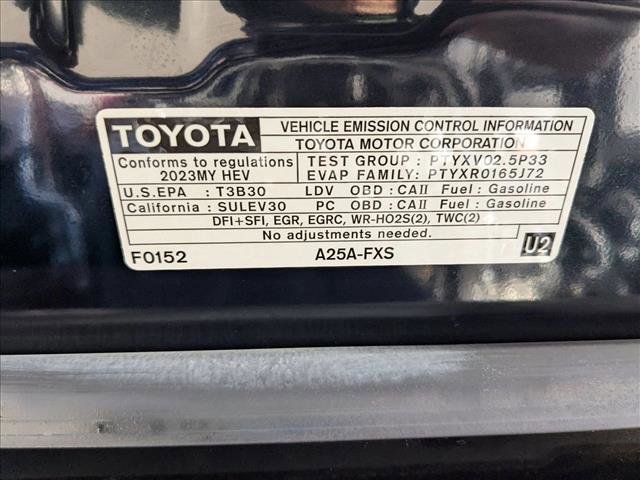 TOYOTA VEHICLE EMISSION CONTROL INFORMATION
TOYOTA MOTOR CORPORATION
Conforms to regulations TEST GROUP : PTYXV02.5P33
2023MY HEV EVAP FAMILY: PTYXR0165J72
U.S.EPA : T3B30 LDV OBD : CAII Fuel : Gasoline
California : SULEV30 PC OBD : CAII Fuel : Gasoline
DFI+SFI, EGR, EGRC, WR-HO2S(2), TWC(2)
No adjustments needed.
F0152 A25A-FXS U2